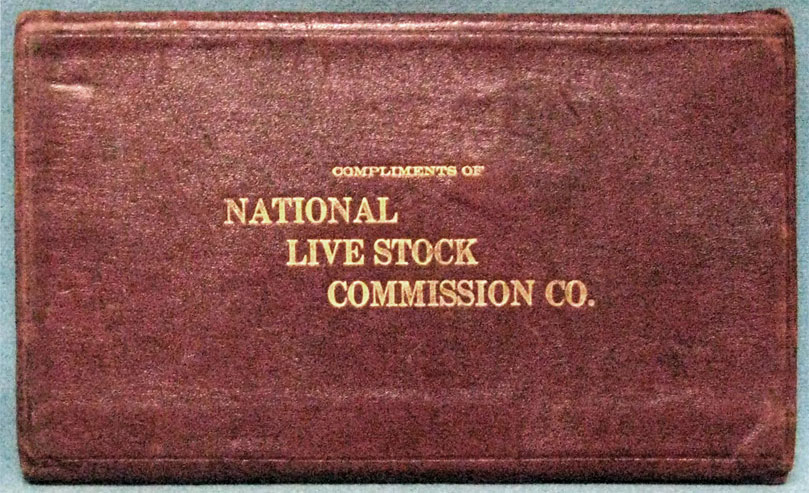 COMPLIMENTS OF
NATIONAL
LIVE STOCK
COMMISSION CO.